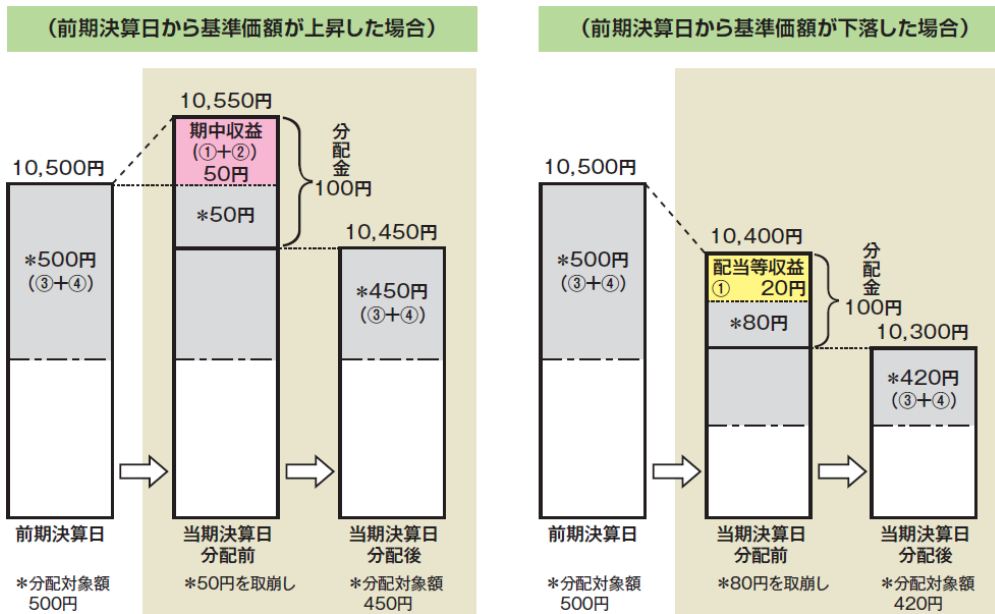 (前期決算日から基準価額が上昇した場合)
10,500円
＊500円
(③＋④)
前期決算日
＊分配対象額
500円
10,550円
期中収益
(①＋②)
50円
＊50円
分配金
100円
当期決算日
分配前
＊50円を取崩し
10,450円
＊450円
(③＋④)
当期決算日
分配後
＊分配対象額
450円
(前期決算日から基準価額が下落した場合)
10,500円
＊500円
(③＋④)
前期決算日
＊分配対象額
500円
10,400円
配当等収益
① 20円
＊80円
分配金
100円
当期決算日
分配前
＊80円を取崩し
10,300円
＊420円
(③＋④)
当期決算日
分配後
＊分配対象額
420円